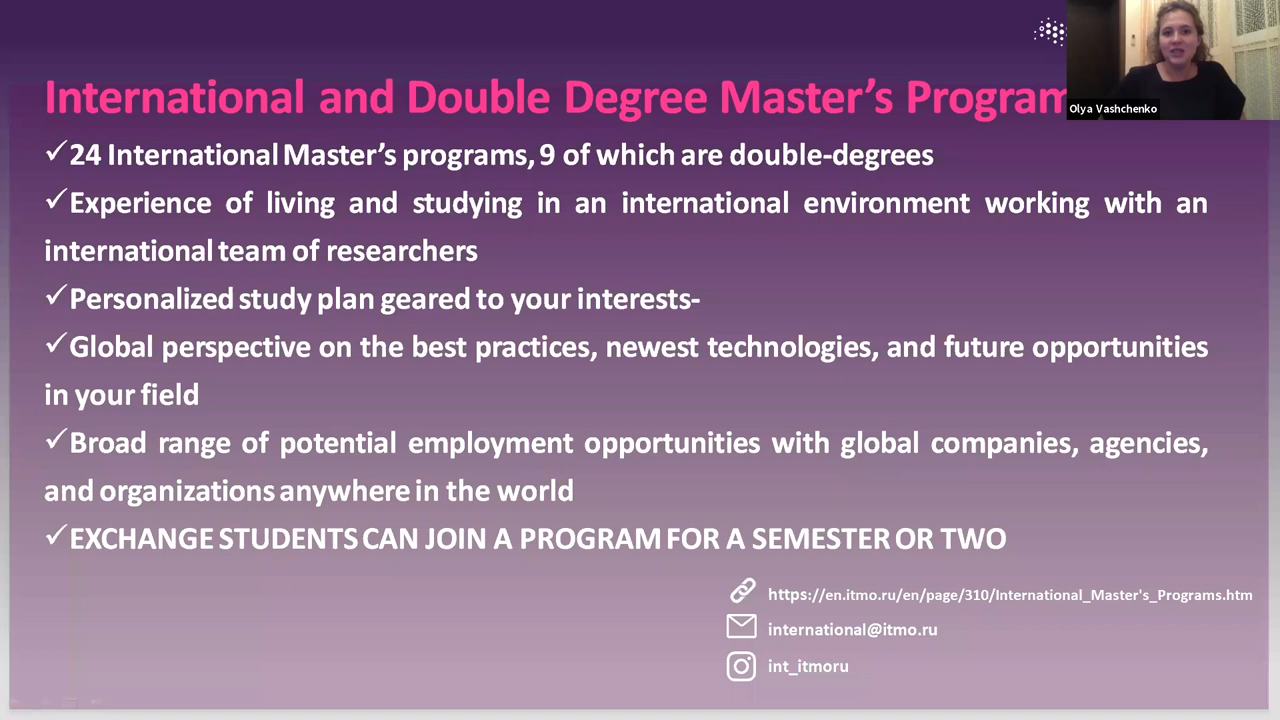 International and Double Degree Master's Program
Olya Vashchenko
✓24 International Master's programs, 9 of which are double-degrees
✓Experience of living and studying in an international environment working with an
international team of researchers
✓Personalized study plan geared to your interests-
✓Global perspective on the best practices, newest technologies, and future opportunities
in your field
✓Broad range of potential employment opportunities with global companies, agencies,
and organizations anywhere in the world
✓EXCHANGE STUDENTS CAN JOIN A PROGRAM FOR A SEMESTER OR TWO
https://en.itmo.ru/en/page/310/International_Master's_Programs.htm
international@itmo.ru
int_itmoru